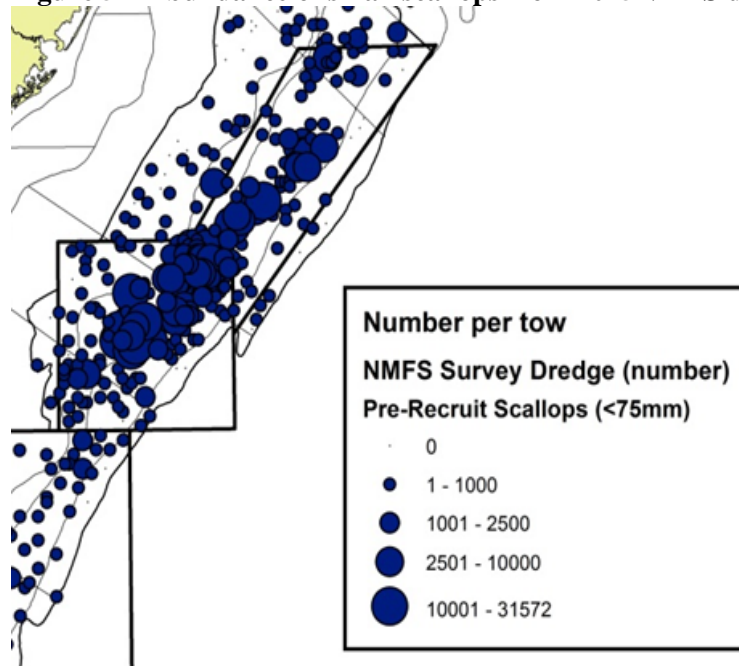 Number per tow
NMFS Survey Dredge (number)
Pre-Recruit Scallops (<75mm)
0
1 - 1000
1001 - 2500
2501 - 10000
10001 - 31572